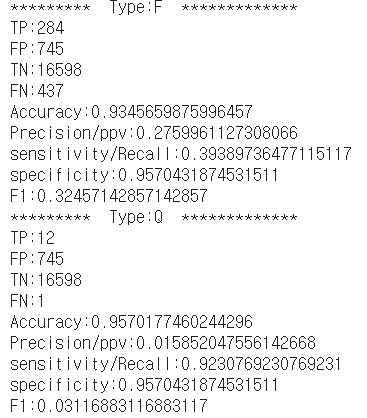 *********  Type:F  *************
TP:284
FP:745
TN:16598
FN:437
Accuracy:0.9345659875996457
Precision/ppv:0.2759961127308066
sensitivity/Recall:0.39389736477115117
specificity:0.9570431874531511
F1:0.32457142857142857
*********  Type:Q  *************
TP:12
FP:745
TN:16598
FN:1
Accuracy:0.9570177460244296
Precision/ppv:0.015852047556142668
sensitivity/Recall:0.9230769230769231
specificity:0.9570431874531511
F1:0.03116883116883117